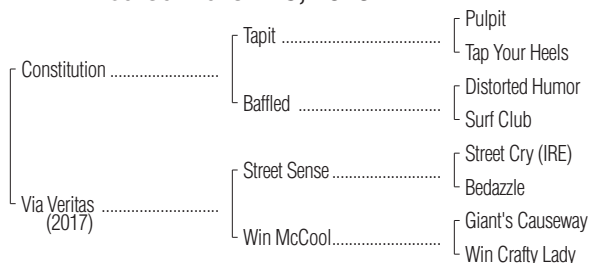 Pulpit
Tapit
Tap Your Heels
Constitution
Distorted Humor
Baffled
Surf Club
Street Cry (IRE)
Street Sense
Bedazzle
Via Veritas
(2017)
Giant's Causeway
Win McCool
Win Crafty Lady